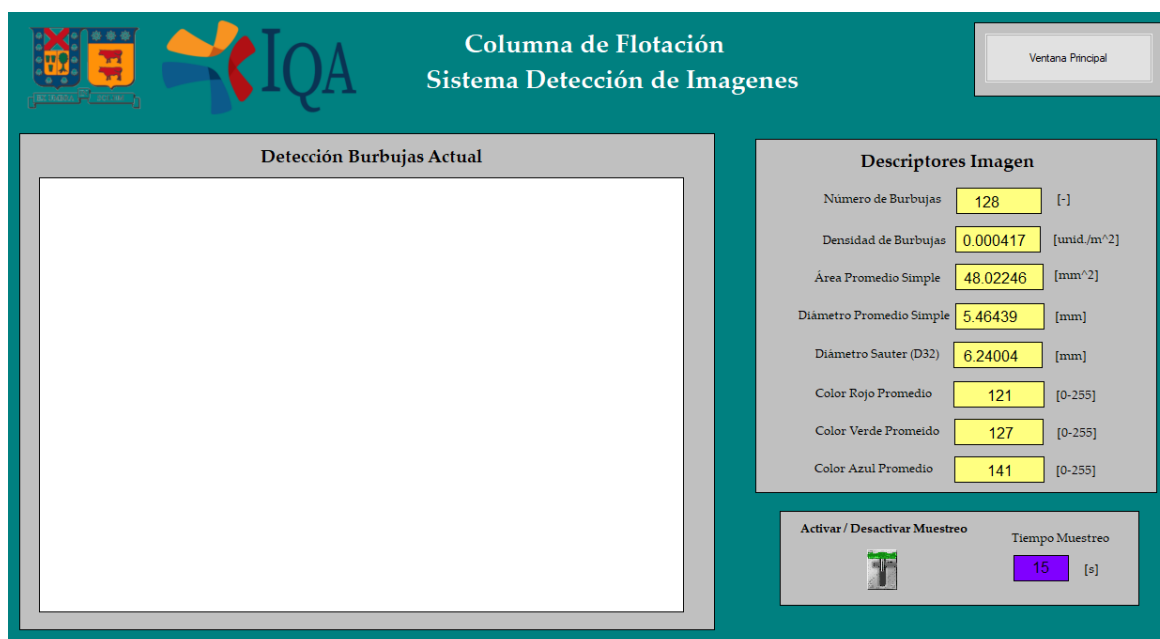 IQA
Columna de Flotación
Sistema Detección de Imagenes
Ventana Principal
Detección Burbujas Actual
Descriptores Imagen
Número de Burbujas 128 [-]
Densidad de Burbujas 0.000417 [unid./m^2]
Área Promedio Simple 48.02246 [mm^2]
Diámetro Promedio Simple 5.46439 [mm]
Diámetro Sauter (D32) 6.24004 [mm]
Color Rojo Promedio 121 [0-255]
Color Verde Promeido 127 [0-255]
Color Azul Promedio 141 [0-255]
Activar / Desactivar Muestreo
Tiempo Muestreo
15 [s]